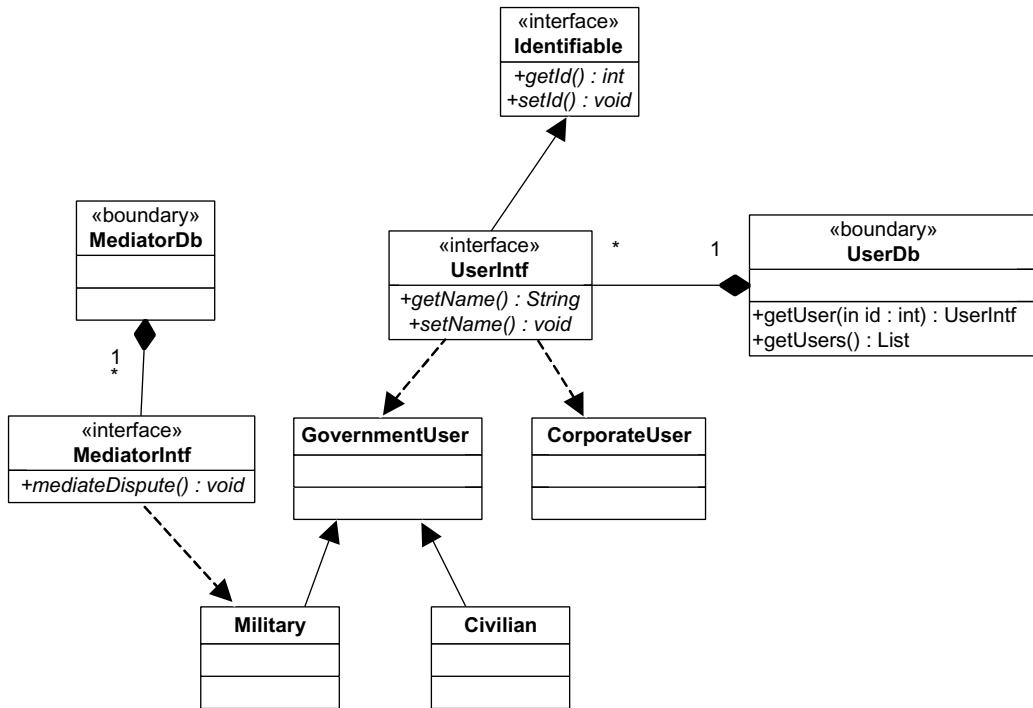 «interface»
Identifiable
+getId() : int
+setId() : void
«boundary»
MediatorDb
«interface»
UserIntf
+getName() : String
+setName() : void
*
1
«boundary»
UserDb
+getUser(in id : int) : UserIntf
+getUsers() : List
1
*
«interface»
MediatorIntf
+mediateDispute() : void
GovernmentUser
CorporateUser
Military
Civilian